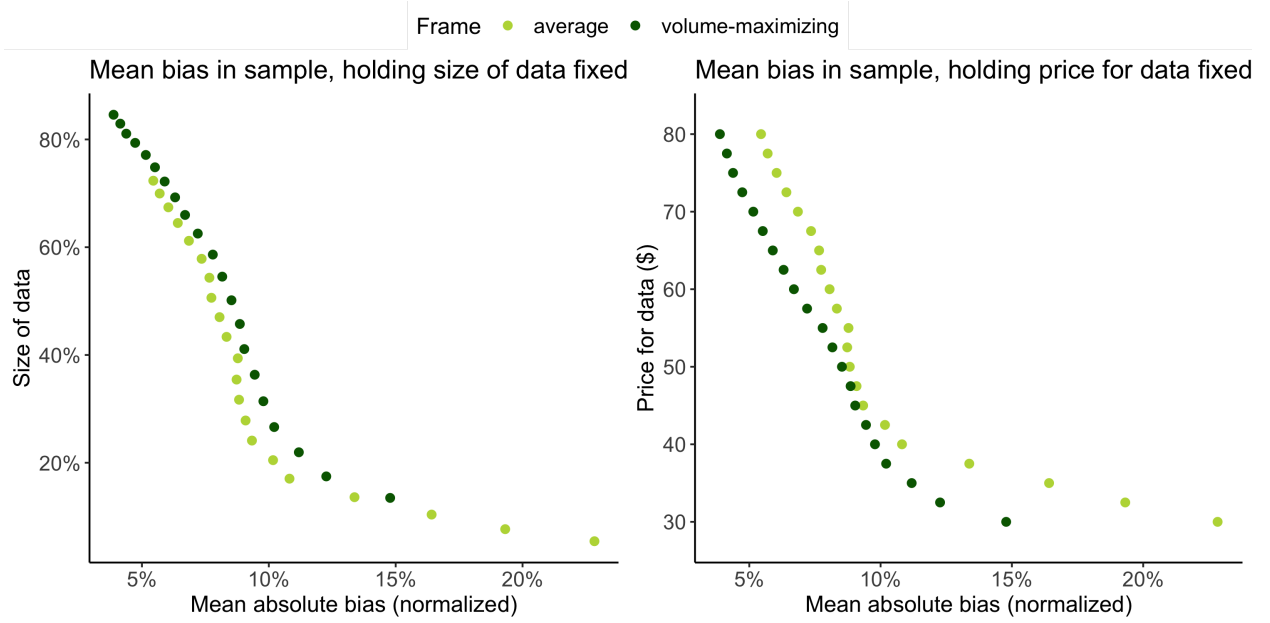 Frame average volume-maximizing
Mean bias in sample, holding size of data fixed
80%
60%
40%
20%
Size of data
5% 10% 15% 20%
Mean absolute bias (normalized)
Mean bias in sample, holding price for data fixed
80
70
60
50
40
30
Price for data ($)
5% 10% 15% 20%
Mean absolute bias (normalized)